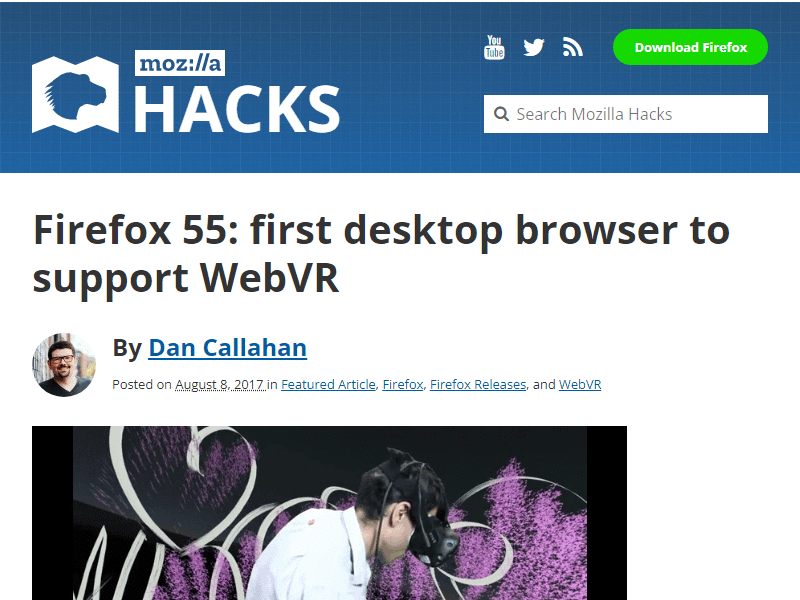 You
Tube
Download Firefox
moz://a
HACKS
Search Mozilla Hacks
Firefox 55: first desktop browser to
support WebVR
By Dan Callahan
Posted on August 8, 2017 in Featured Article, Firefox, Firefox Releases, and WebVR